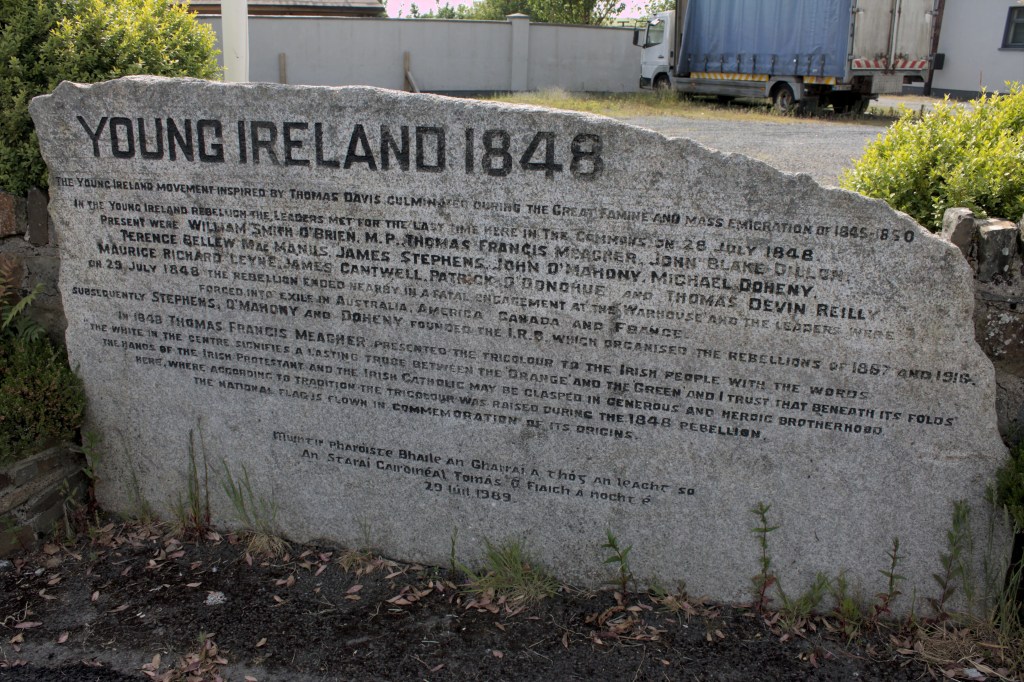 YOUNG IRELAND 1848
THE YOUNG IRELAND MOVEMENT INSPIRED BY THOMAS DAVIS CULMINATED DURING THE GREAT FAMINE AND MASS EMIGRATION OF 1845-1850
IN THE YOUNG IRELAND REBELLION THE LEADERS MET FOR THE LAST TIME HERE IN THE COMMONS, ON 28 JULY 1848.
PRESENT WERE WILLIAM SMITH O'BRIEN, M.P., THOMAS FRANCIS MEAGHER, JOHN BLAKE DILLON,
TERENCE BELLEW MACMANUS, JAMES STEPHENS, JOHN O'MAHONY, MICHAEL DOHENY,
MAURICE RICHARD LEYNE, JAMES CANTWELL, PATRICK O'DONOHUE AND THOMAS DEVIN REILLY.
ON 29 JULY 1848 THE REBELLION ENDED NEARBY IN A FATAL ENGAGEMENT AT THE WARHOUSE AND THE LEADERS WERE
FORCED INTO EXILE IN AUSTRALIA, AMERICA, CANADA AND FRANCE.
SUBSEQUENTLY STEPHENS, O'MAHONY AND DOHENY FOUNDED THE I.R.B. WHICH ORGANISED THE REBELLIONS OF 1867 AND 1916.
IN 1848 THOMAS FRANCIS MEAGHER PRESENTED THE TRICOLOUR TO THE IRISH PEOPLE WITH THE WORDS
THE WHITE IN THE CENTRE SIGNIFIES A LASTING TRUCE BETWEEN THE 'ORANGE' AND THE 'GREEN' AND I TRUST THAT BENEATH ITS FOLDS
THE HANDS OF THE IRISH PROTESTANT AND THE IRISH CATHOLIC MAY BE CLASPED IN GENEROUS AND HEROIC BROTHERHOOD
HERE, WHERE ACCORDING TO TRADITION THE TRICOLOUR WAS RAISED DURING THE 1848 REBELLION,
THE NATIONAL FLAG IS FLOWN IN COMMEMORATION OF ITS ORIGINS.
Muintir pharóiste Bhaile an Gharraí a thóg an leacht so
An Stáraí Cairdinéal Tomás Ó Fiaich a nocht é
29 Iúil 1989.